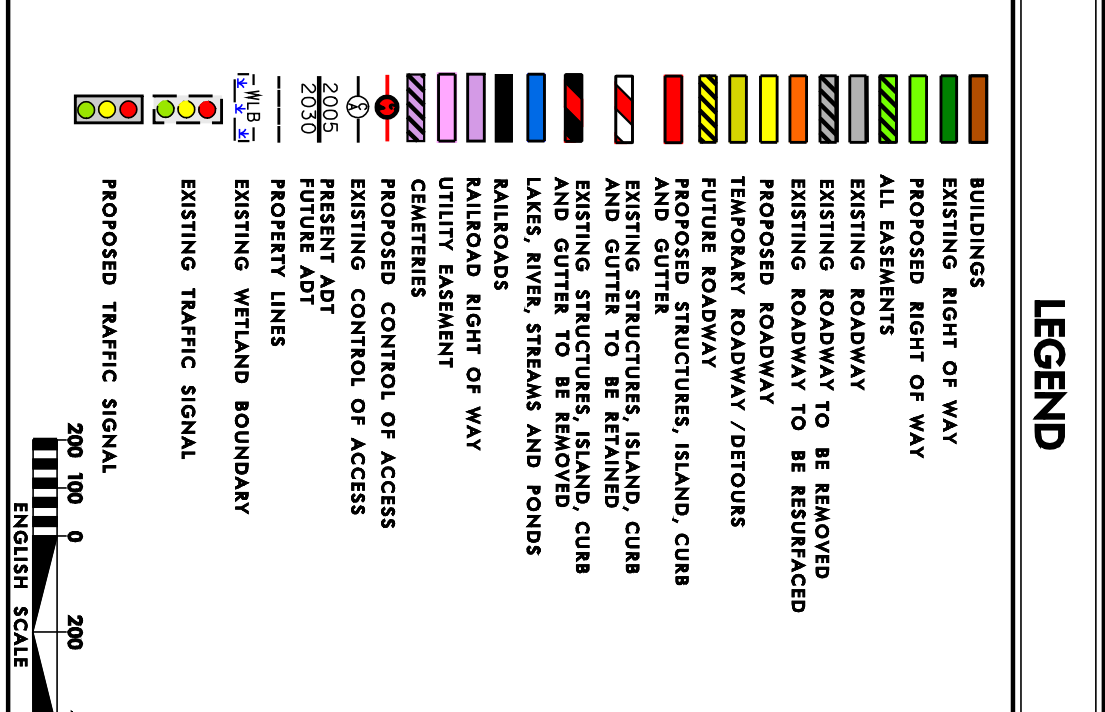 LEGEND
BUILDINGS
EXISTING RIGHT OF WAY
PROPOSED RIGHT OF WAY
ALL EASEMENTS
EXISTING ROADWAY
EXISTING ROADWAY TO BE REMOVED
EXISTING ROADWAY TO BE RESURFACED
PROPOSED ROADWAY
TEMPORARY ROADWAY /DETOURS
FUTURE ROADWAY
PROPOSED STRUCTURES, ISLAND, CURB
AND GUTTER
EXISTING STRUCTURES, ISLAND, CURB
AND GUTTER TO BE RETAINED
EXISTING STRUCTURES, ISLAND, CURB
AND GUTTER TO BE REMOVED
LAKES, RIVER, STREAMS AND PONDS
RAILROADS
RAILROAD RIGHT OF WAY
UTILITY EASEMENT
CEMETERIES
PROPOSED CONTROL OF ACCESS
EXISTING CONTROL OF ACCESS
2005 PRESENT ADT
2030 FUTURE ADT
PROPERTY LINES
WLB EXISTING WETLAND BOUNDARY
EXISTING TRAFFIC SIGNAL
PROPOSED TRAFFIC SIGNAL
200 100 0 200
ENGLISH SCALE